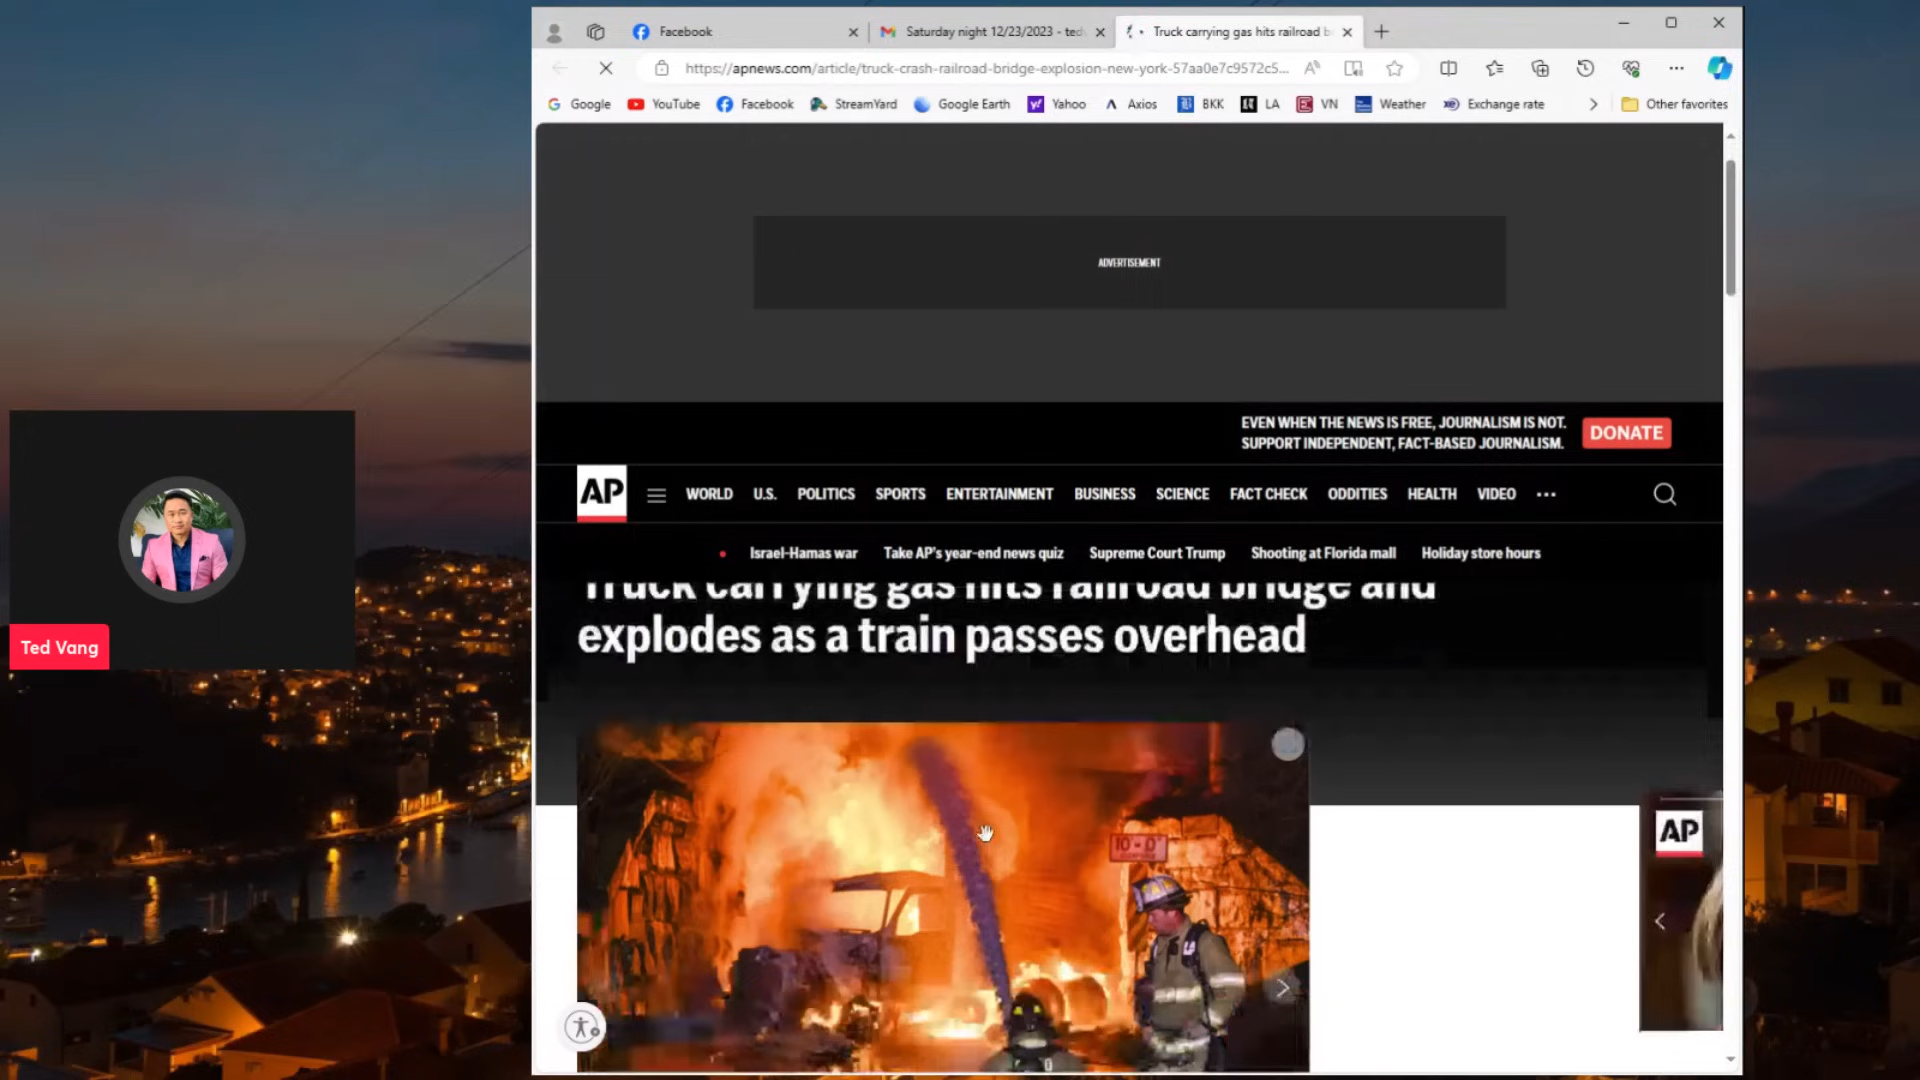 Facebook
Saturday night 12/23/2023 - ted
Truck carrying gas hits railroad b
https://apnews.com/article/truck-crash-railroad-bridge-explosion-new-york-57aa0e7c9572c5...
Google
YouTube
Facebook
StreamYard
Google Earth
Yahoo
Axios
BKK
LA
VN
Weather
Exchange rate
Other favorites
ADVERTISEMENT
EVEN WHEN THE NEWS IS FREE, JOURNALISM IS NOT.
SUPPORT INDEPENDENT, FACT-BASED JOURNALISM.
DONATE
AP
WORLD
U.S.
POLITICS
SPORTS
ENTERTAINMENT
BUSINESS
SCIENCE
FACT CHECK
ODDITIES
HEALTH
VIDEO
Israel-Hamas war
Take AP's year-end news quiz
Supreme Court Trump
Shooting at Florida mall
Holiday store hours
Truck carrying gas hits railroad bridge and
explodes as a train passes overhead
Ted Vang
10-D
AP